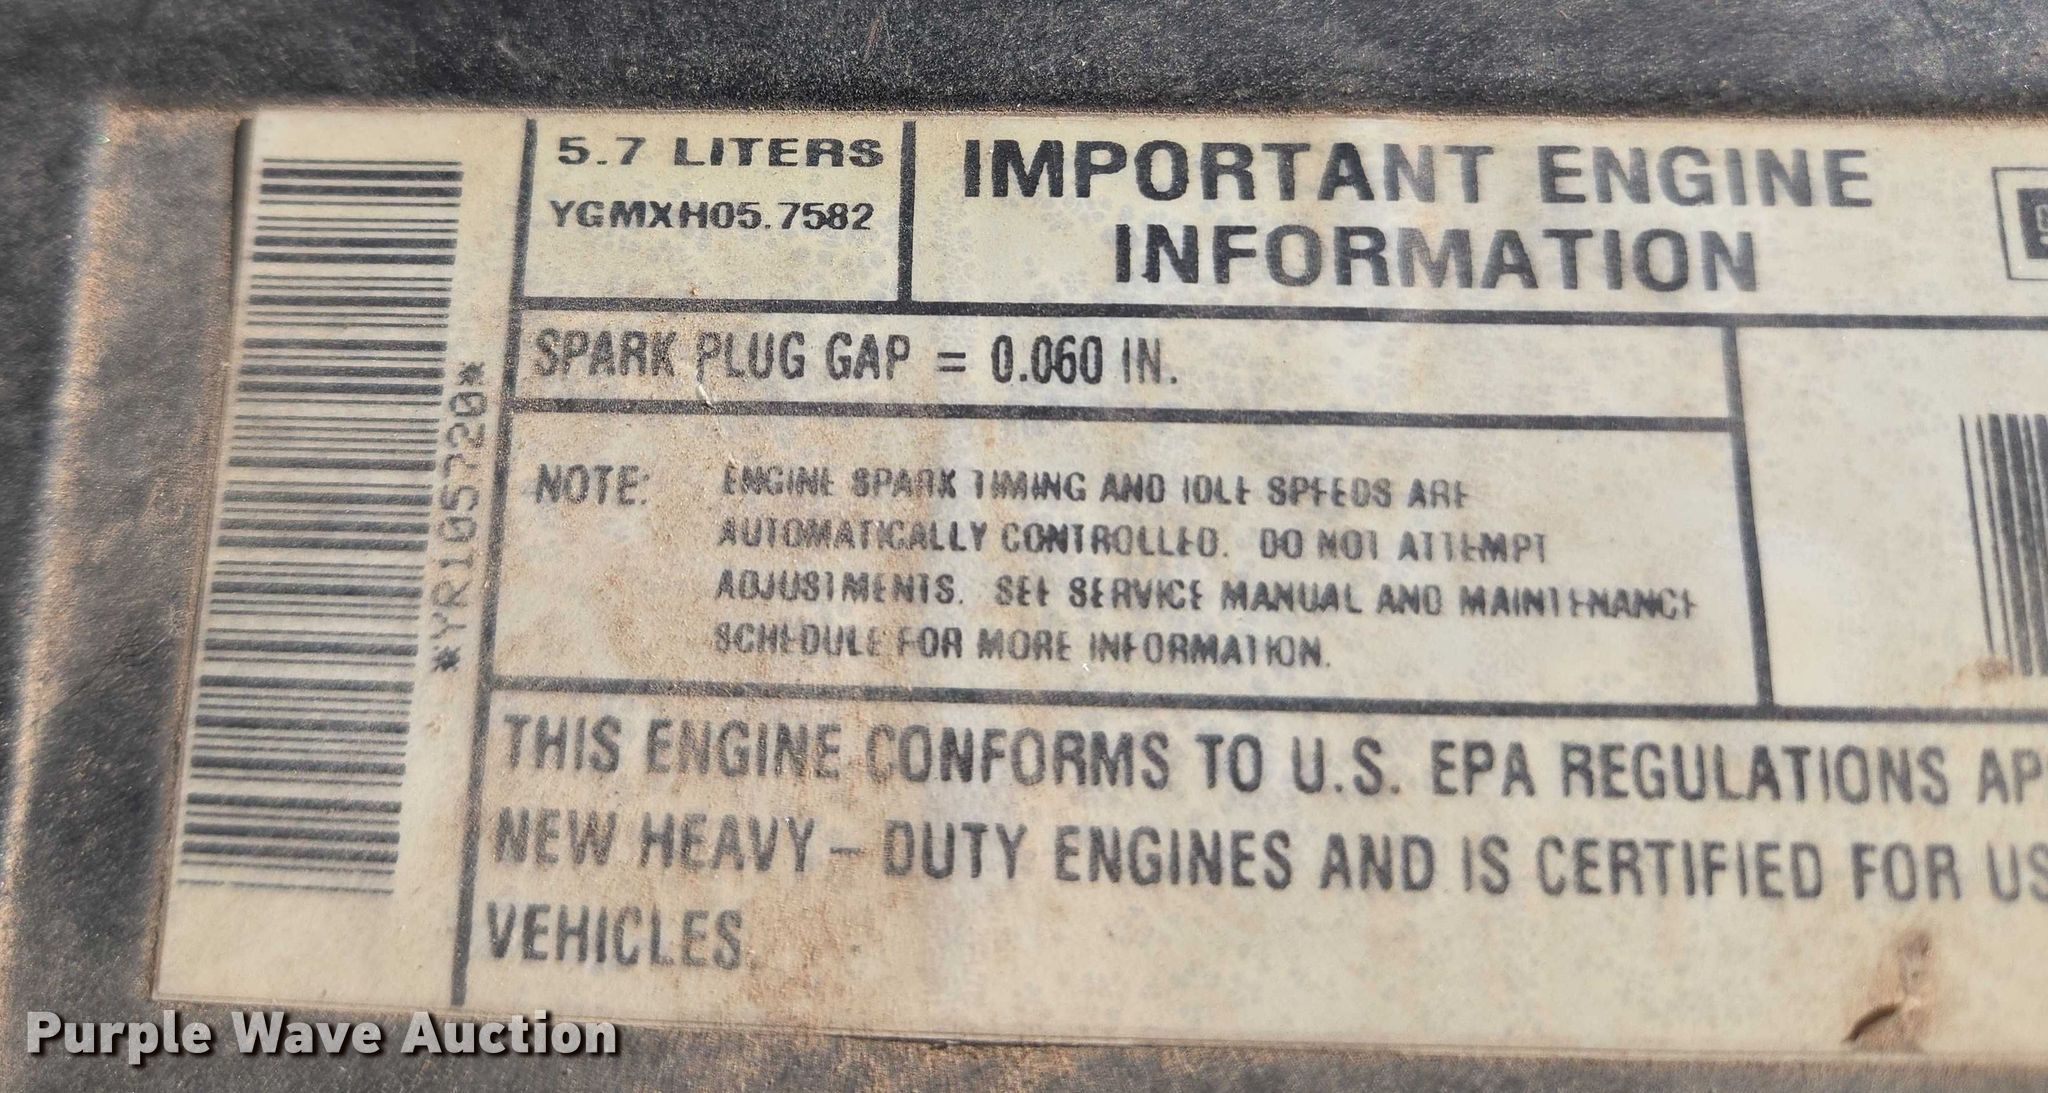 *YR105720*
5.7 LITERS
YGMXH05.7582
IMPORTANT ENGINE
INFORMATION
SPARK PLUG GAP = 0.060 IN.
NOTE: ENGINE SPARK TIMING AND IDLE SPEEDS ARE
AUTOMATICALLY CONTROLLED. DO NOT ATTEMPT
ADJUSTMENTS. SEE SERVICE MANUAL AND MAINTENANCE
SCHEDULE FOR MORE INFORMATION.
THIS ENGINE CONFORMS TO U.S. EPA REGULATIONS AP
NEW HEAVY-DUTY ENGINES AND IS CERTIFIED FOR US
VEHICLES.
Purple Wave Auction